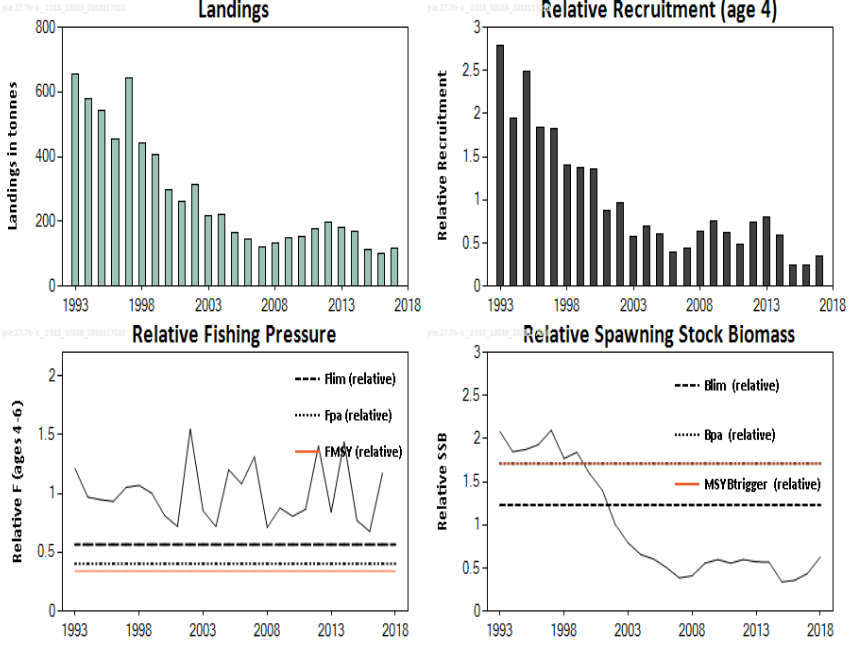 Landings
Landings in tonnes
800
600
400
200
0
1993 1998 2003 2008 2013 2018
Relative Recruitment (age 4)
Relative Recruitment
3
2.5
2
1.5
1
0.5
0
1993 1998 2003 2008 2013 2018
Relative Fishing Pressure
Relative F (ages 4-6)
2
1.5
1
0.5
0
Flim (relative)
Fpa (relative)
FMSY (relative)
1993 1998 2003 2008 2013 2018
Relative Spawning Stock Biomass
Relative SSB
3
2.5
2
1.5
1
0.5
0
Blim (relative)
Bpa (relative)
MSYBtrigger (relative)
1993 1998 2003 2008 2013 2018